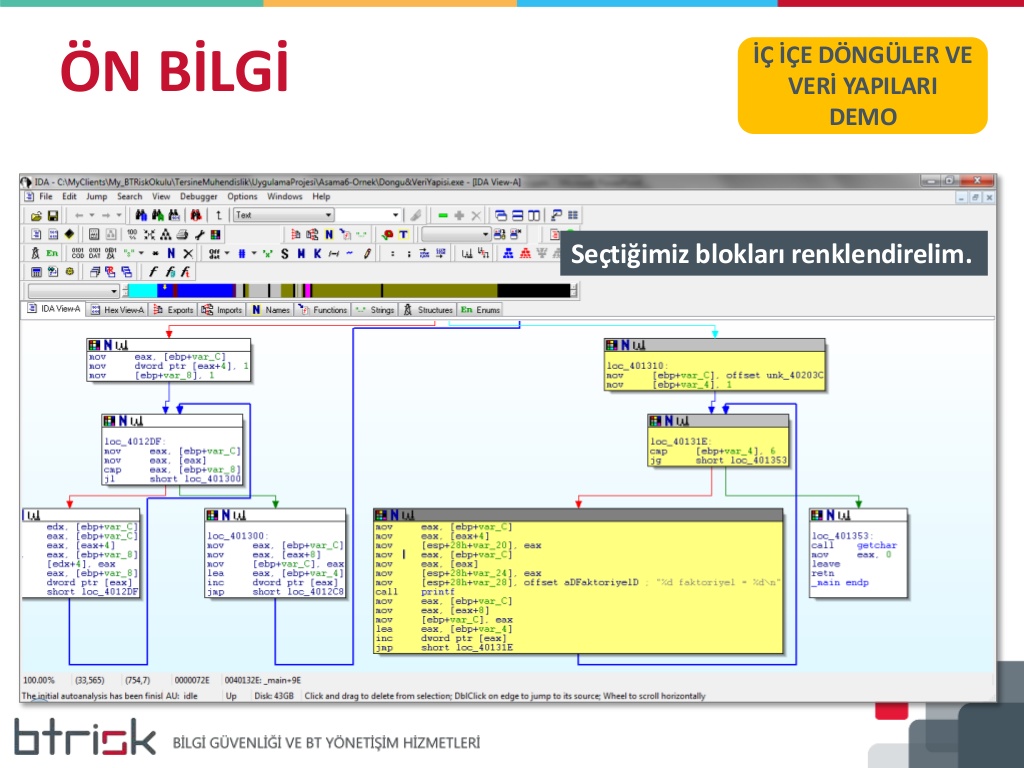 ÖN BİLGİ
İÇ İÇE DÖNGÜLER VE
VERİ YAPILARI
DEMO
IDA - C:\MyClients\My_BTRiskOkulu\TersineMuhendislik\UygulamaProjesi\Asama6-Ornek\Dongu&VeriYapisi.exe - [IDA View-A]
File Edit Jump Search View Debugger Options Windows Help
Text
Seçtiğimiz blokları renklendirelim.
IDA View-A Hex View-A Exports Imports Names Functions Strings Structures Enums
mov eax, [ebp+var_C]
mov dword ptr [eax+4], 1
mov [ebp+var_8], 1
loc_401310:
mov [ebp+var_C], offset unk_40203C
mov [ebp+var_4], 1
loc_4012DF:
mov eax, [ebp+var_C]
mov eax, [eax]
cmp eax, [ebp+var_8]
jl short loc_401300
loc_40131E:
cmp [ebp+var_4], 6
jg short loc_401353
edx, [ebp+var_C]
eax, [ebp+var_C]
eax, [eax+4]
eax, [ebp+var_8]
[edx+4], eax
eax, [ebp+var_8]
dword ptr [eax]
short loc_4012DF
loc_401300:
mov eax, [ebp+var_C]
mov eax, [eax+8]
mov [ebp+var_C], eax
lea eax, [ebp+var_4]
inc dword ptr [eax]
jmp short loc_4012C8
mov eax, [ebp+var_C]
mov eax, [eax+4]
mov [esp+28h+var_20], eax
mov eax, [ebp+var_C]
mov eax, [eax]
mov [esp+28h+var_24], eax
mov [esp+28h+var_28], offset aDFaktoriyelD ; "%d faktoriyel = %d\n"
call printf
mov eax, [ebp+var_C]
mov eax, [eax+8]
mov [ebp+var_C], eax
lea eax, [ebp+var_4]
inc dword ptr [eax]
jmp short loc_40131E
loc_401353:
call getchar
mov eax, 0
leave
retn
_main endp
100.00% (33,565) (754,7) 0000072E 0040132E: _main+9E
The initial autoanalysis has been finisl AU: idle Up Disk: 43GB Click and drag to delete from selection; DblClick on edge to jump to its source; Wheel to scroll horizontally
btrisk BİLGİ GÜVENLİĞİ VE BT YÖNETİŞİM HİZMETLERİ